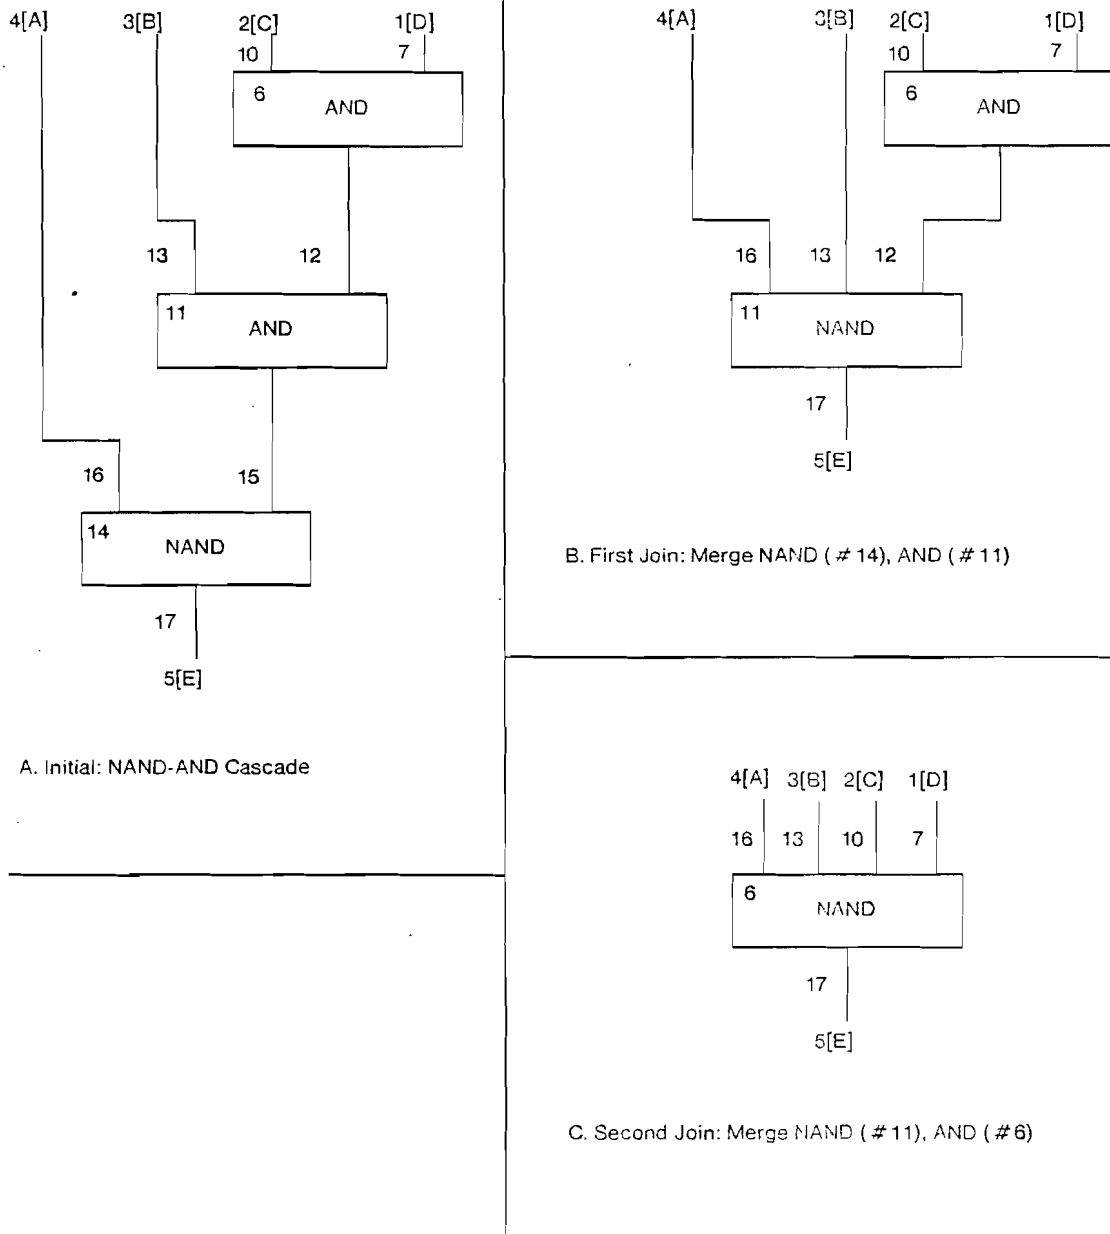 4[A] 3[B] 2[C] 1[D]
10 7
6 AND
13 12
11 AND
16 15
14 NAND
17
5[E]
A. Initial: NAND-AND Cascade
4[A] 3[B] 2[C] 1[D]
10 7
6 AND
16 13 12
11 NAND
17
5[E]
B. First Join: Merge NAND (#14), AND (#11)
4[A] 3[B] 2[C] 1[D]
16 13 10 7
6 NAND
17
5[E]
C. Second Join: Merge NAND (#11), AND (#6)